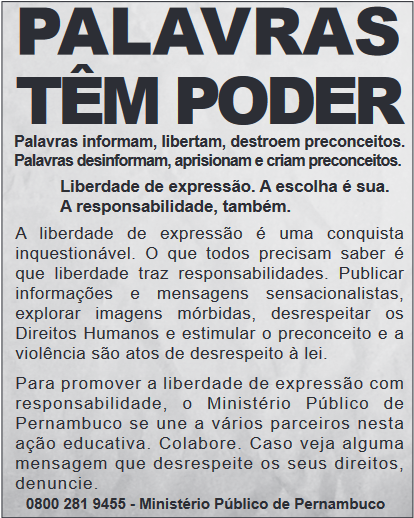 PALAVRAS
TÊM PODER
Palavras informam, libertam, destroem preconceitos.
Palavras desinformam, aprisionam e criam preconceitos.
Liberdade de expressão. A escolha é sua.
A responsabilidade, também.
A liberdade de expressão é uma conquista
inquestionável. O que todos precisam saber é
que liberdade traz responsabilidades. Publicar
informações e mensagens sensacionalistas,
explorar imagens mórbidas, desrespeitar os
Direitos Humanos e estimular o preconceito e a
violência são atos de desrespeito à lei.
Para promover a liberdade de expressão com
responsabilidade, o Ministério Público de
Pernambuco se une a vários parceiros nesta
ação educativa. Colabore. Caso veja alguma
mensagem que desrespeite os seus direitos,
denuncie.
0800 281 9455 - Ministério Público de Pernambuco